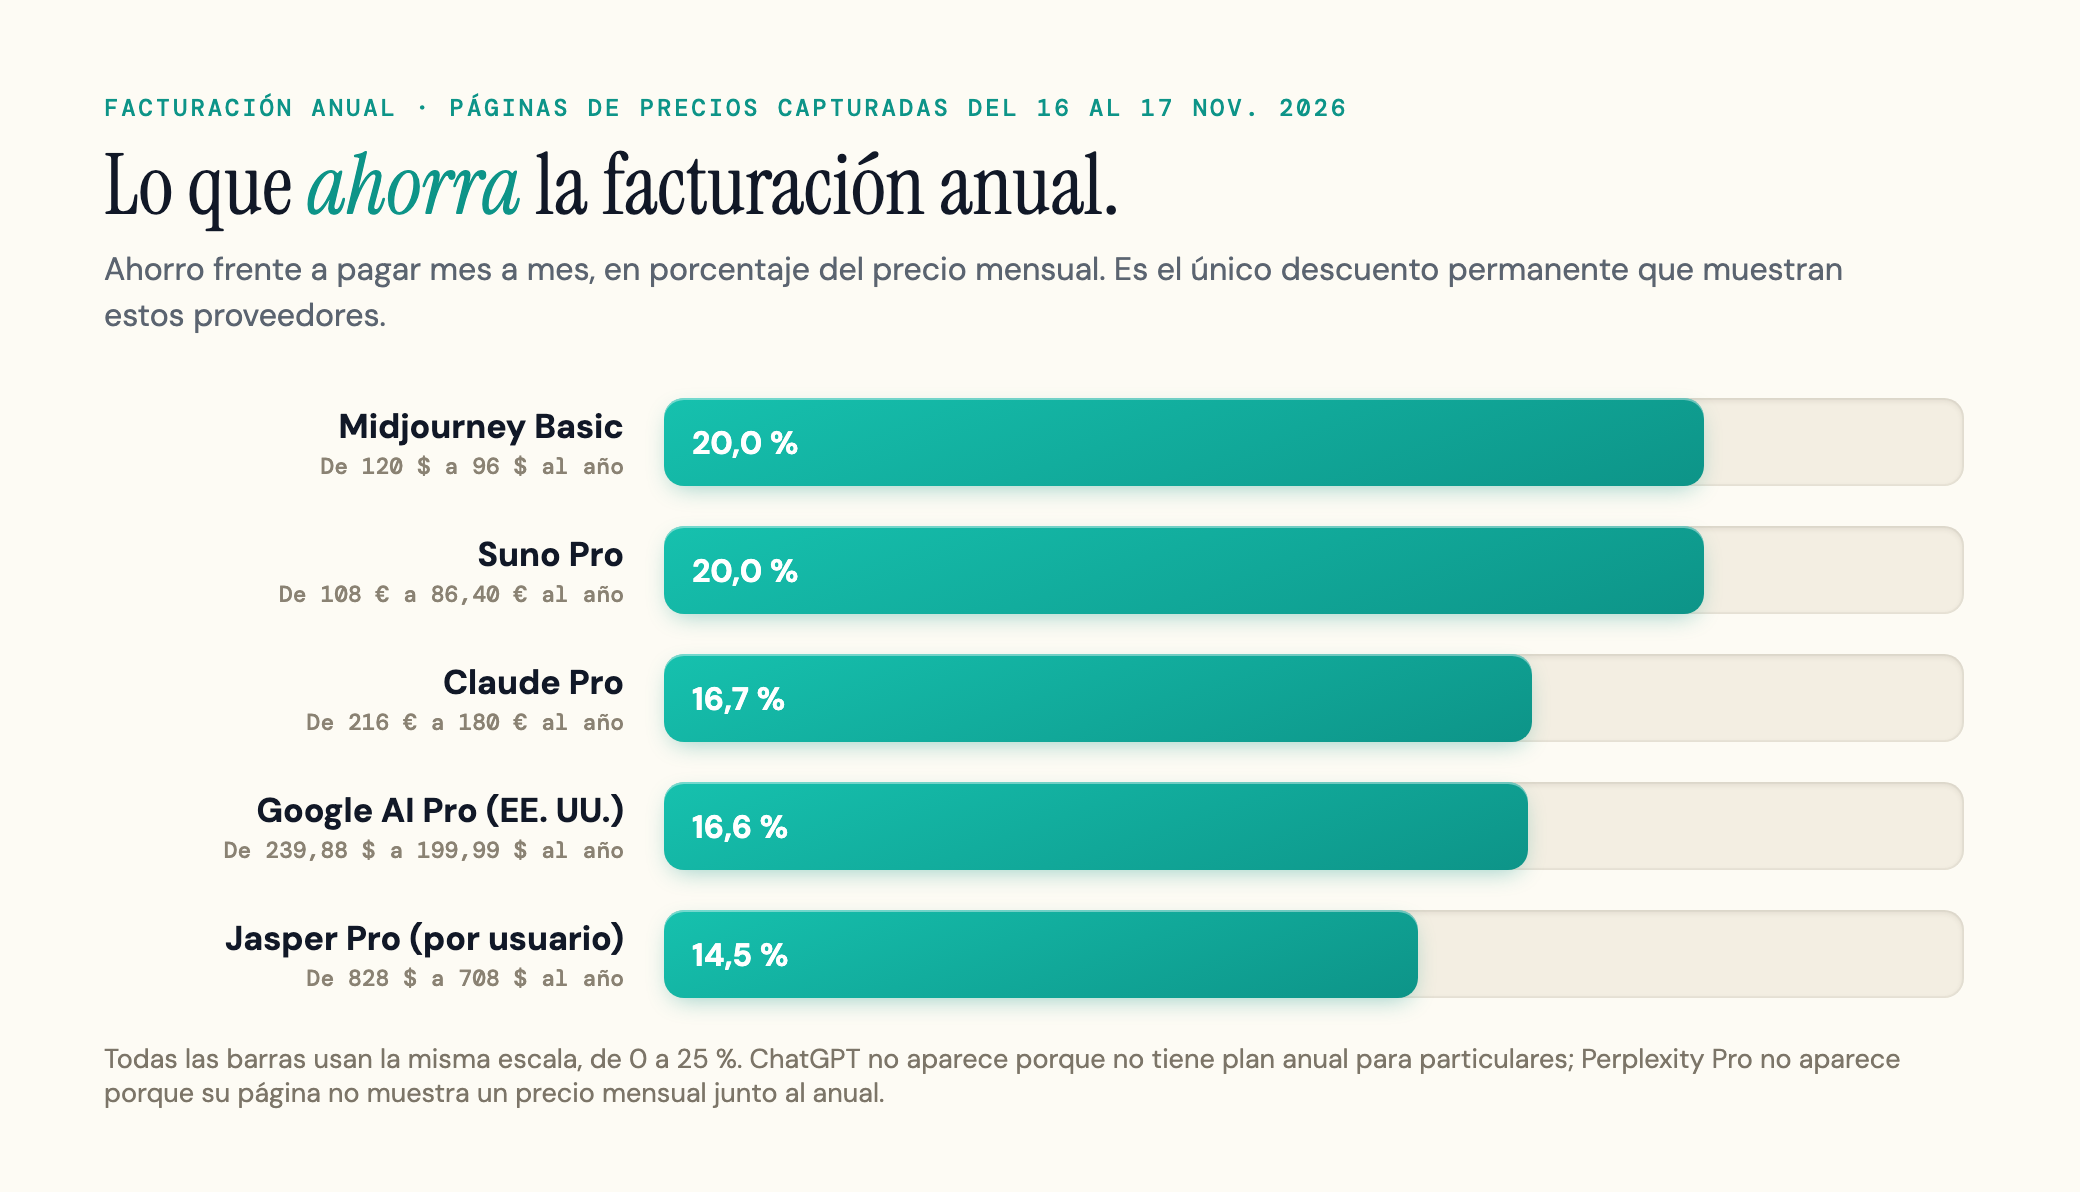 FACTURACIÓN ANUAL · PÁGINAS DE PRECIOS CAPTURADAS DEL 16 AL 17 NOV. 2026
Lo que ahorra la facturación anual.
Ahorro frente a pagar mes a mes, en porcentaje del precio mensual. Es el único descuento permanente que muestran
estos proveedores.
Midjourney Basic
De 120 $ a 96 $ al año
20,0 %
Suno Pro
De 108 € a 86,40 € al año
20,0 %
Claude Pro
De 216 € a 180 € al año
16,7 %
Google AI Pro (EE. UU.)
De 239,88 $ a 199,99 $ al año
16,6 %
Jasper Pro (por usuario)
De 828 $ a 708 $ al año
14,5 %
Todas las barras usan la misma escala, de 0 a 25 %. ChatGPT no aparece porque no tiene plan anual para particulares; Perplexity Pro no aparece
porque su página no muestra un precio mensual junto al anual.